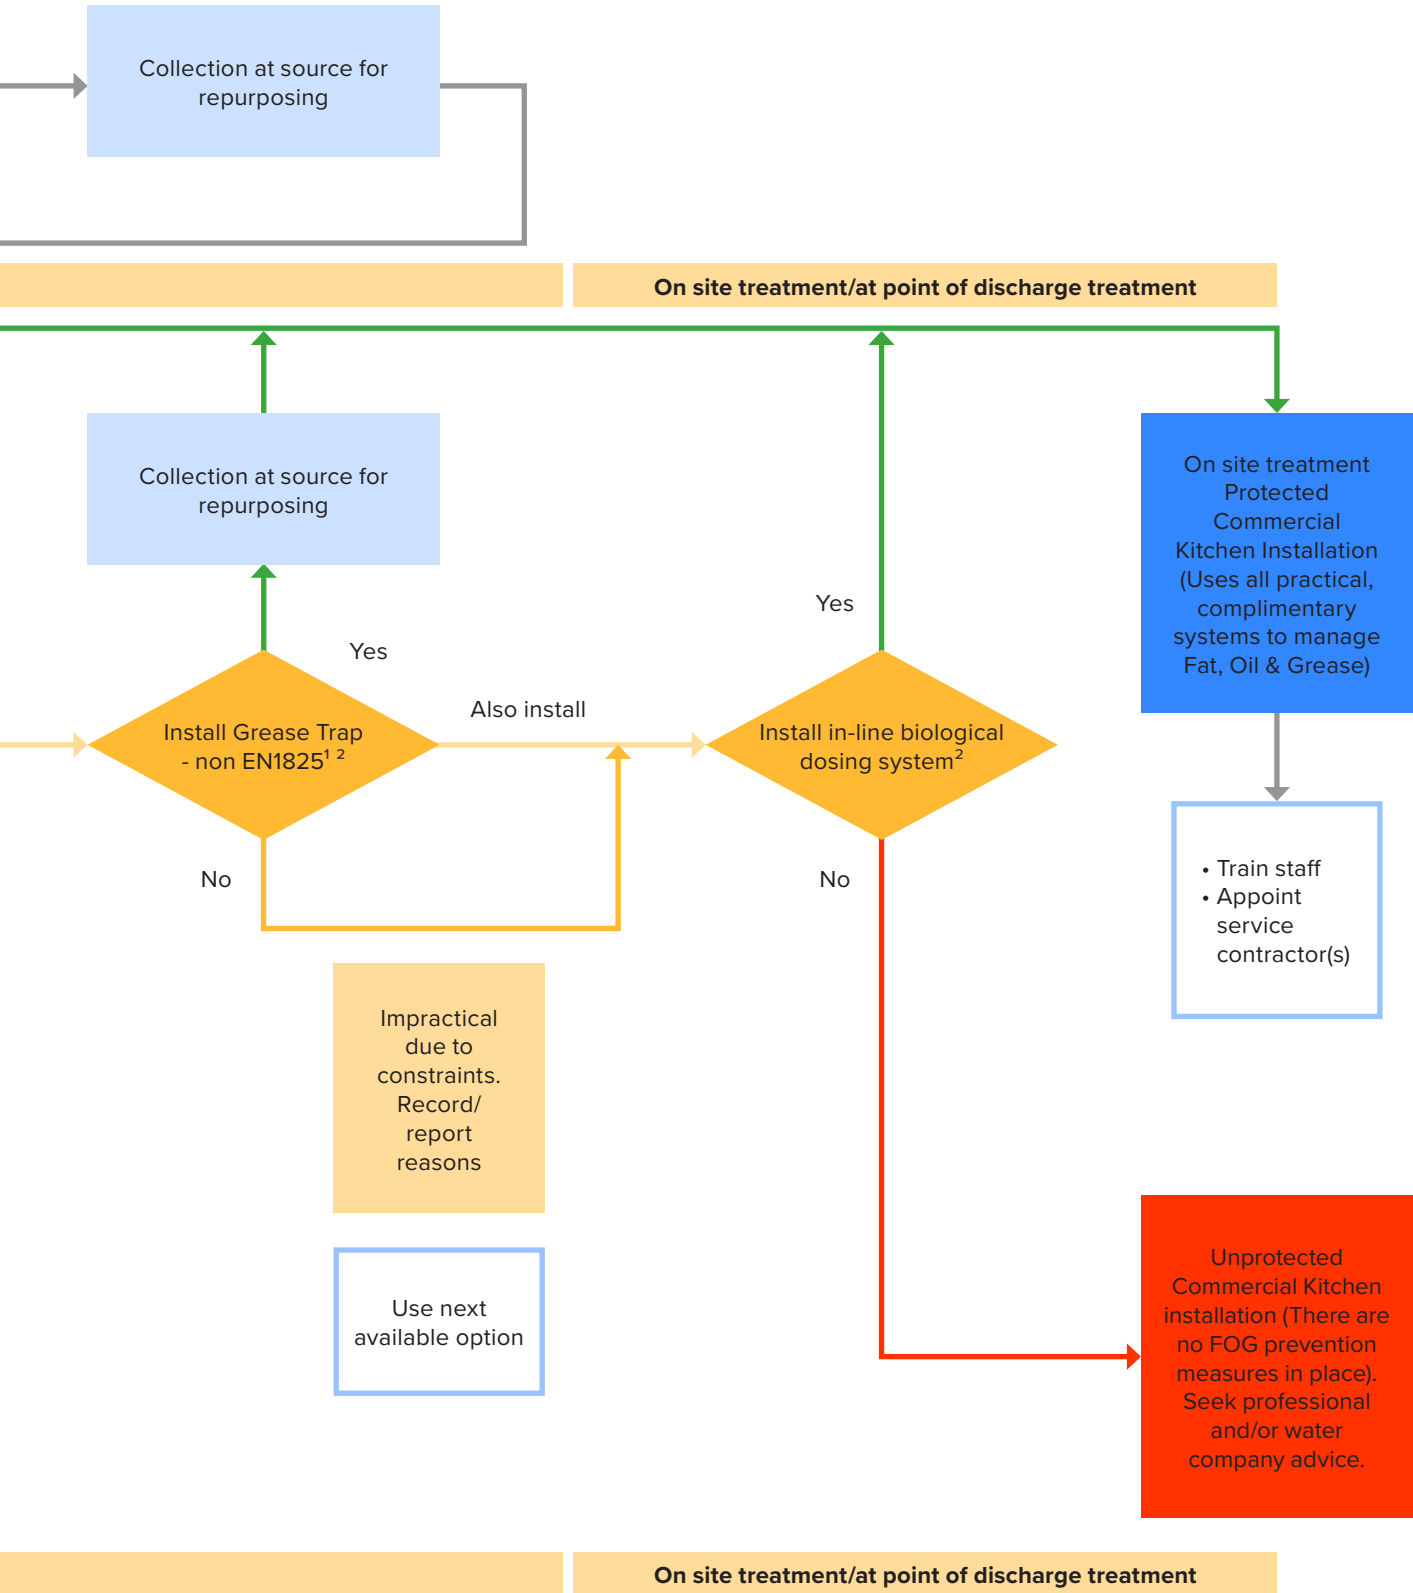 Collection at source for
repurposing
On site treatment/at point of discharge treatment
Collection at source for
repurposing
Yes
Install Grease Trap
- non EN1825¹ ²
Also install
No
Impractical
due to
constraints.
Record/
report
reasons
Use next
available option
Yes
Install in-line biological
dosing system²
No
On site treatment
Protected
Commercial
Kitchen Installation
(Uses all practical,
complimentary
systems to manage
Fat, Oil & Grease)
• Train staff
• Appoint
service
contractor(s)
Unprotected
Commercial Kitchen
installation (There are
no FOG prevention
measures in place).
Seek professional
and/or water
company advice.
On site treatment/at point of discharge treatment